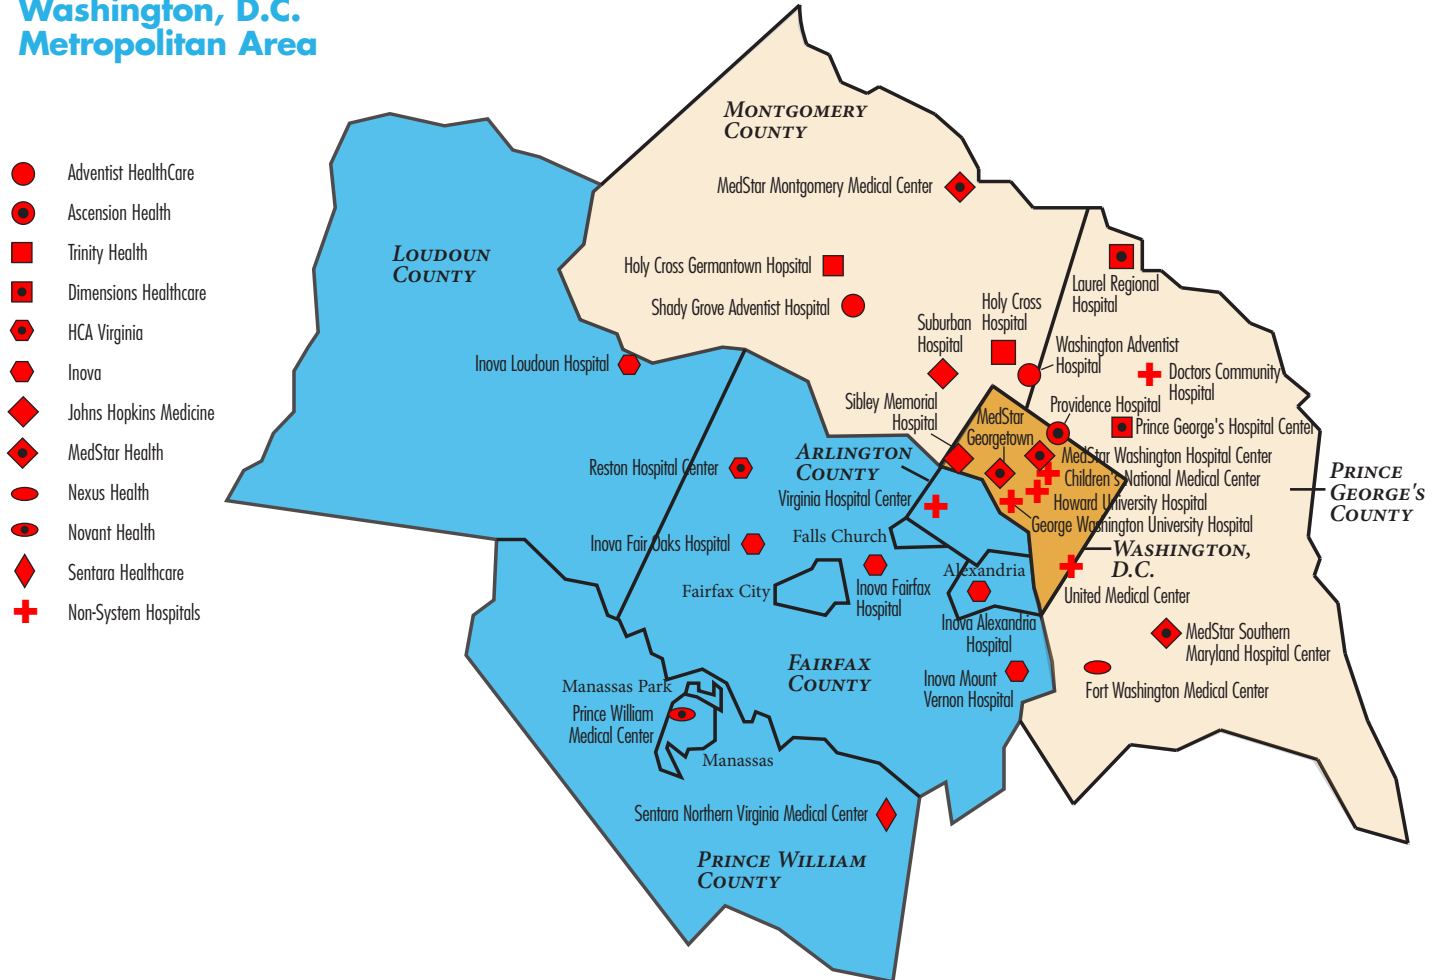 Washington, D.C.
Metropolitan Area
Adventist HealthCare
Ascension Health
Trinity Health
Dimensions Healthcare
HCA Virginia
Inova
Johns Hopkins Medicine
MedStar Health
Nexus Health
Novant Health
Sentara Healthcare
Non-System Hospitals
MONTGOMERY
COUNTY
MedStar Montgomery Medical Center
LOUDOUN
COUNTY
Holy Cross Germantown Hopsital
Shady Grove Adventist Hospital
Laurel Regional
Hospital
Holy Cross
Hospital
Suburban
Hospital
Washington Adventist
Hospital
Inova Loudoun Hospital
Doctors Community
Hospital
Sibley Memorial
Hospital
MedStar
Georgetown
Providence Hospital
Prince George's Hospital Center
ARLINGTON
COUNTY
MedStar Washington Hospital Center
Reston Hospital Center
Children's National Medical Center
PRINCE
GEORGE'S
COUNTY
Virginia Hospital Center
Howard University Hospital
George Washington University Hospital
Falls Church
Inova Fair Oaks Hospital
WASHINGTON,
D.C.
Alexandria
Fairfax City
Inova Fairfax
Hospital
United Medical Center
Inova Alexandria
Hospital
MedStar Southern
Maryland Hospital Center
FAIRFAX
COUNTY
Inova Mount
Vernon Hospital
Fort Washington Medical Center
Manassas Park
Prince William
Medical Center
Manassas
Sentara Northern Virginia Medical Center
PRINCE WILLIAM
COUNTY